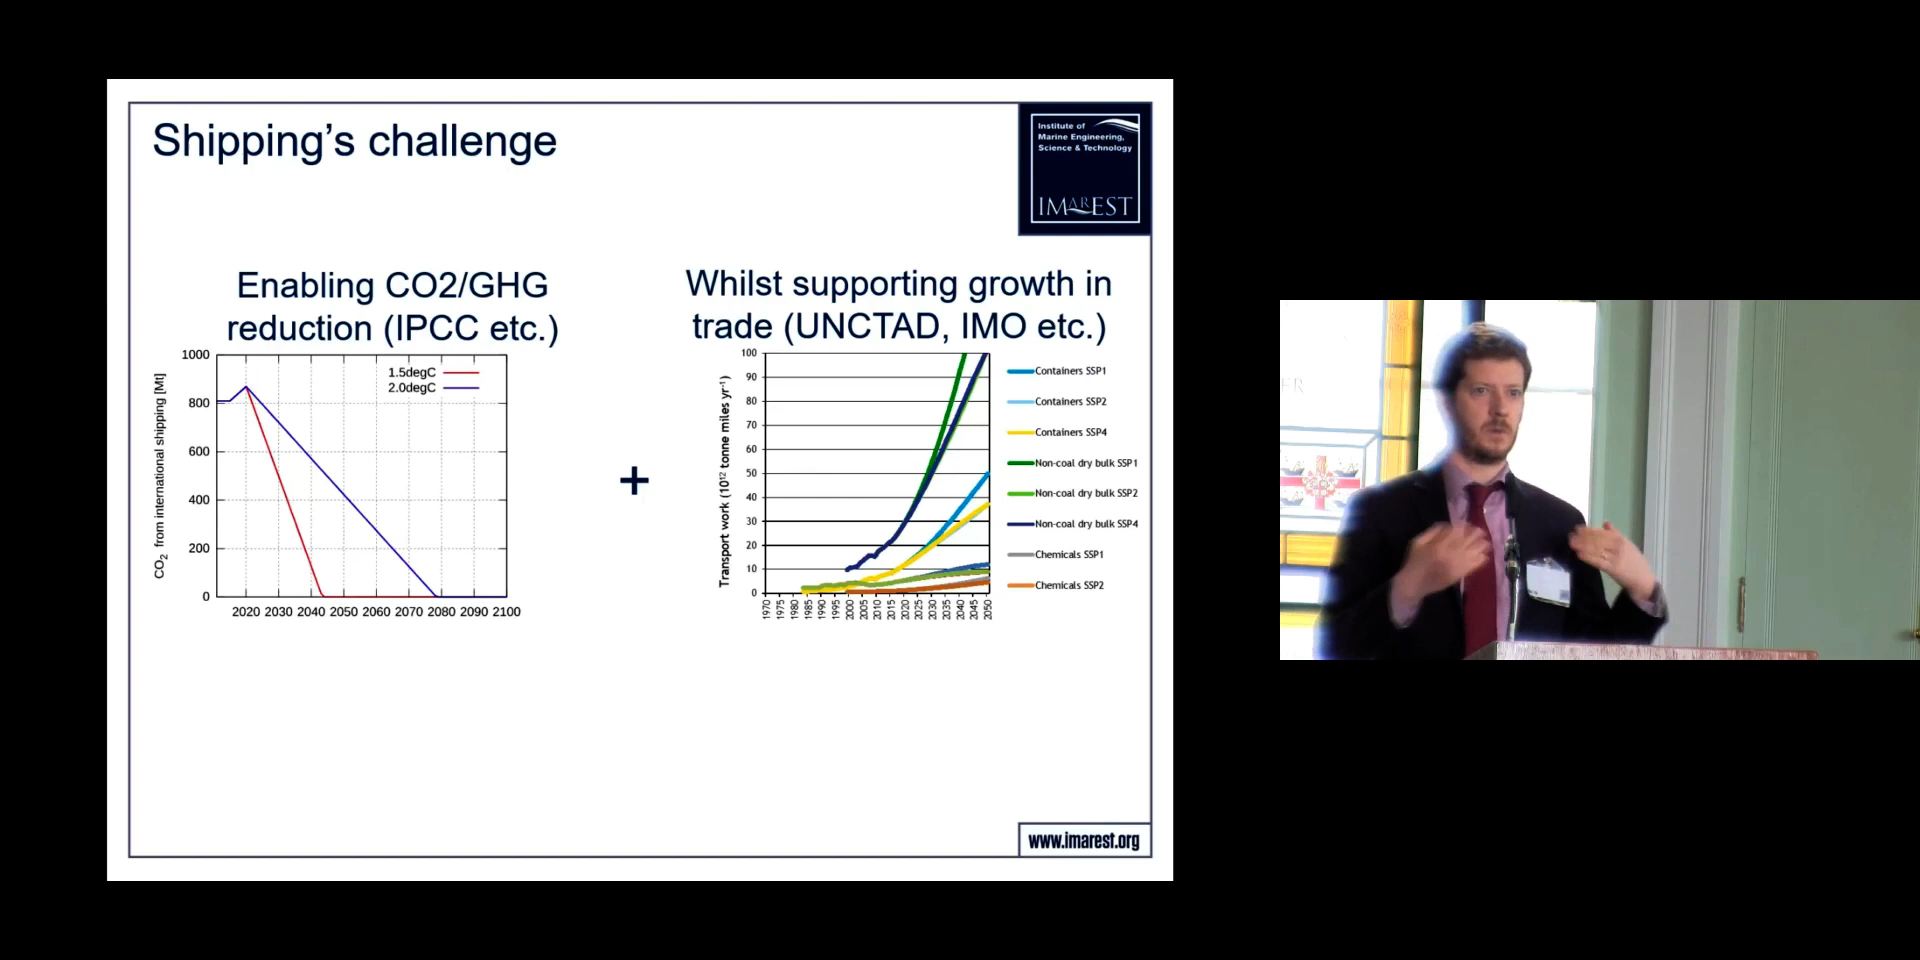 Shipping's challenge
Institute of
Marine Engineering,
Science & Technology
IMarEST
Enabling CO2/GHG
reduction (IPCC etc.)
Whilst supporting growth in
trade (UNCTAD, IMO etc.)
CO2 from international shipping [Mt]
1000
800
600
400
200
0
1.5degC
2.0degC
2020 2030 2040 2050 2060 2070 2080 2090 2100
+
Transport work (10¹² tonne miles yr⁻¹)
100
90
80
70
60
50
40
30
20
10
0
1970 1975 1980 1985 1990 1995 2000 2005 2010 2015 2020 2025 2030 2035 2040 2045 2050
Containers SSP1
Containers SSP2
Containers SSP4
Non-coal dry bulk SSP1
Non-coal dry bulk SSP2
Non-coal dry bulk SSP4
Chemicals SSP1
Chemicals SSP2
www.imarest.org